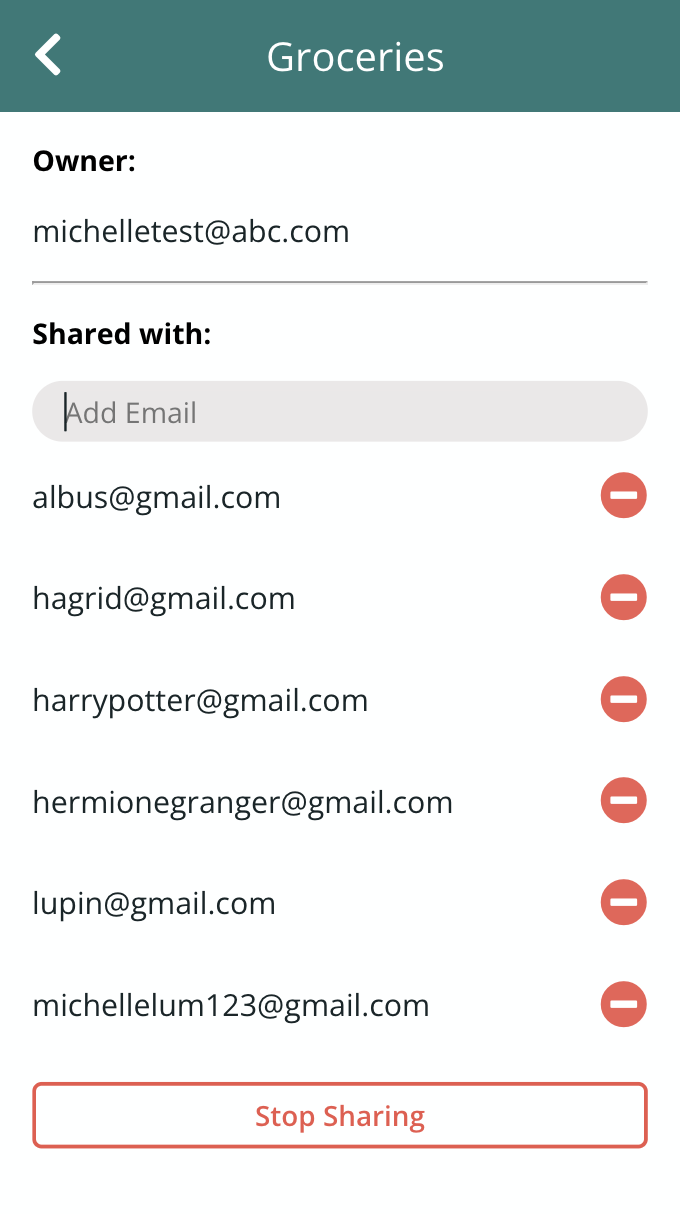 Groceries
Owner:
michelletest@abc.com
Shared with:
Add Email
albus@gmail.com
hagrid@gmail.com
harrypotter@gmail.com
hermionegranger@gmail.com
lupin@gmail.com
michellelum123@gmail.com
Stop Sharing